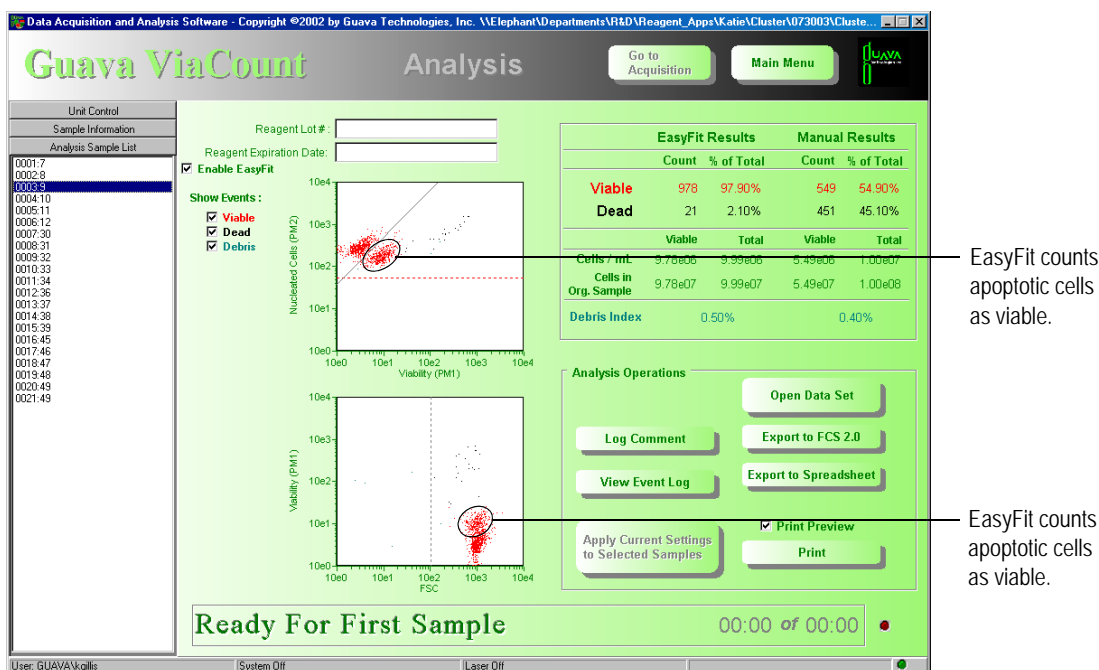 Data Acquisition and Analysis Software - Copyright ©2002 by Guava Technologies, Inc. \\Elephant\Departments\R&D\Reagent_Apps\Katie\Cluster\073003\Cluste...
Guava ViaCount
Analysis
Go to
Acquisition
Main Menu
guava
Unit Control
Sample Information
Analysis Sample List
0001:7
0002:8
0003:9
0004:10
0005:11
0006:12
0007:30
0008:31
0009:32
0010:33
0011:34
0012:36
0013:37
0014:38
0015:39
0016:45
0017:46
0018:47
0019:48
0020:49
0021:49
Reagent Lot # :
Reagent Expiration Date:
Enable EasyFit
Show Events :
Viable
Dead
Debris
Nucleated Cells (PM2)
10e4
10e3
10e2
10e1
10e0
10e0 10e1 10e2 10e3 10e4
Viability (PM1)
Viability (PM1)
10e4
10e3
10e2
10e1
10e0
10e0 10e1 10e2 10e3 10e4
FSC
EasyFit Results Manual Results
Count % of Total Count % of Total
Viable 978 97.90% 549 54.90%
Dead 21 2.10% 451 45.10%
Viable Total Viable Total
Cells / mL 9.78e06 9.99e06 5.49e06 1.00e07
Cells in
Org. Sample 9.78e07 9.99e07 5.49e07 1.00e08
Debris Index 0.50% 0.40%
Analysis Operations
Open Data Set
Log Comment
Export to FCS 2.0
View Event Log
Export to Spreadsheet
Apply Current Settings
to Selected Samples
Print Preview
Print
EasyFit counts
apoptotic cells
as viable.
EasyFit counts
apoptotic cells
as viable.
Ready For First Sample
00:00 of 00:00
User: GUAVA\kgillis
System Off
Laser Off